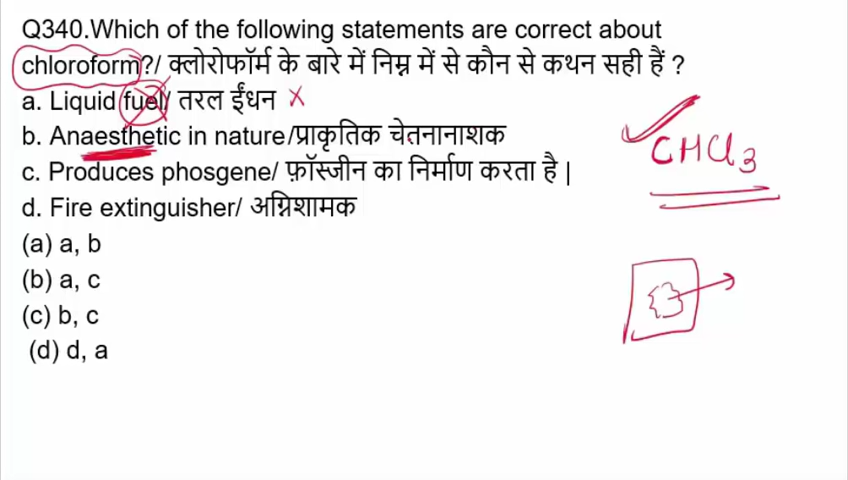 Q340.Which of the following statements are correct about
chloroform?/ क्लोरोफॉर्म के बारे में निम्न में से कौन से कथन सही हैं ?
a. Liquid fuel/ तरल ईंधन X
b. Anaesthetic in nature/प्राकृतिक चेतनानाशक
CHCl3
c. Produces phosgene/ फ़ॉस्जीन का निर्माण करता है |
d. Fire extinguisher/ अग्निशामक
(a) a, b
(b) a, c
(c) b, c
(d) d, a